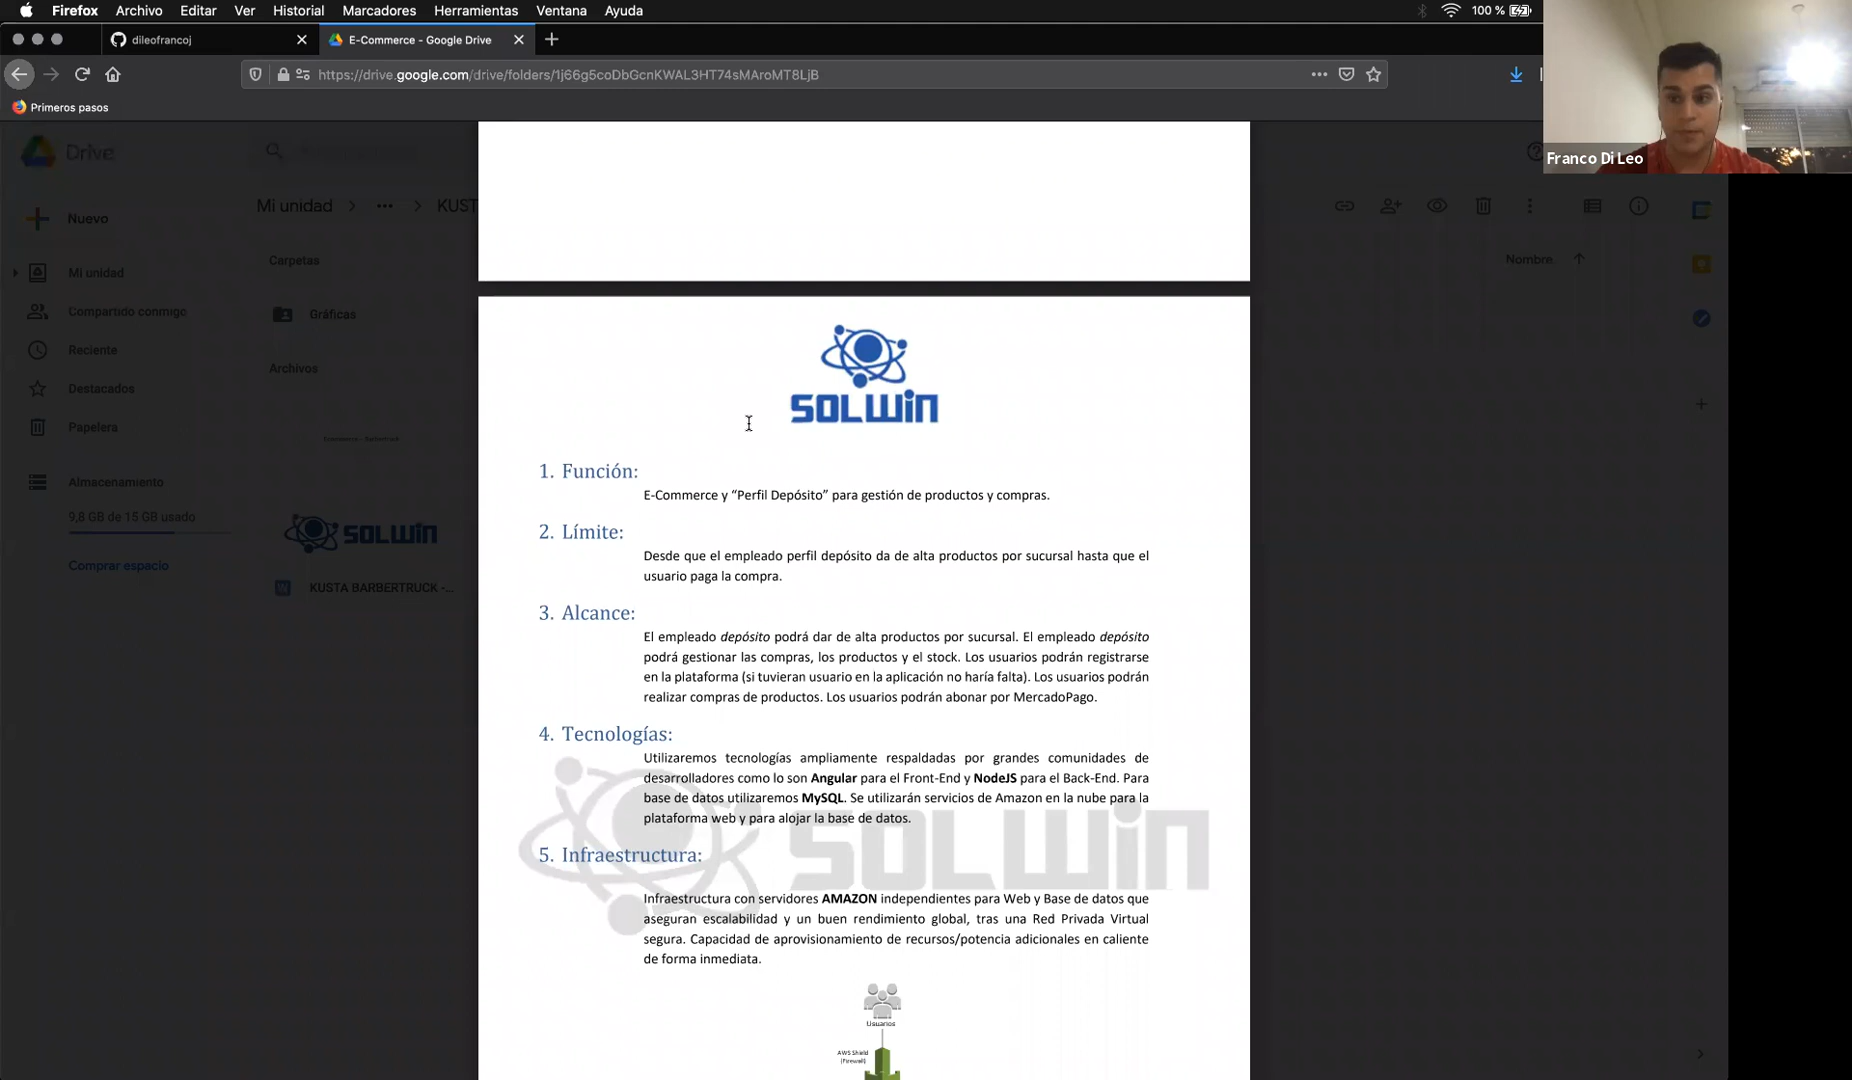 Firefox Archivo Editar Ver Historial Marcadores Herramientas Ventana Ayuda 100 %
dileofrancoj
E-Commerce - Google Drive
https://drive.google.com/drive/folders/1j66g5coDbGcnKWAL3HT74sMAroMT8LjB
Primeros pasos
Franco Di Leo
Drive
Mi unidad
KUSTA
Nuevo
Mi unidad
Compartido conmigo
Reciente
Destacados
Papelera
Almacenamiento
9,8 GB de 15 GB usado
Comprar espacio
Carpetas
Gráficas
Archivos
SOLWIN
KUSTA BARBERTRUCK -...
Nombre
SOLWIN
1. Función:
E-Commerce y “Perfil Depósito” para gestión de productos y compras.
2. Límite:
Desde que el empleado perfil depósito da de alta productos por sucursal hasta que el
usuario paga la compra.
3. Alcance:
El empleado depósito podrá dar de alta productos por sucursal. El empleado depósito
podrá gestionar las compras, los productos y el stock. Los usuarios podrán registrarse
en la plataforma (si tuvieran usuario en la aplicación no haría falta). Los usuarios podrán
realizar compras de productos. Los usuarios podrán abonar por MercadoPago.
4. Tecnologías:
Utilizaremos tecnologías ampliamente respaldadas por grandes comunidades de
desarrolladores como lo son Angular para el Front-End y NodeJS para el Back-End. Para
base de datos utilizaremos MySQL. Se utilizarán servicios de Amazon en la nube para la
plataforma web y para alojar la base de datos.
SOLWIN
5. Infraestructura:
Infraestructura con servidores AMAZON independientes para Web y Base de datos que
aseguran escalabilidad y un buen rendimiento global, tras una Red Privada Virtual
segura. Capacidad de aprovisionamiento de recursos/potencia adicionales en caliente
de forma inmediata.
Usuarios
AWS Shield
(Firewall)